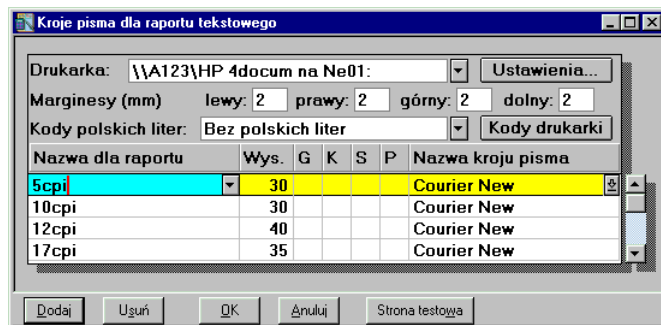 Kroje pisma dla raportu tekstowego
Drukarka: \\A123\HP 4docum na Ne01: Ustawienia...
Marginesy (mm) lewy: 2 prawy: 2 górny: 2 dolny: 2
Kody polskich liter: Bez polskich liter Kody drukarki
Nazwa dla raportu Wys. G K S P Nazwa kroju pisma
5cpi 30 Courier New
10cpi 30 Courier New
12cpi 40 Courier New
17cpi 35 Courier New
Dodaj Usuń OK Anuluj Strona testowa